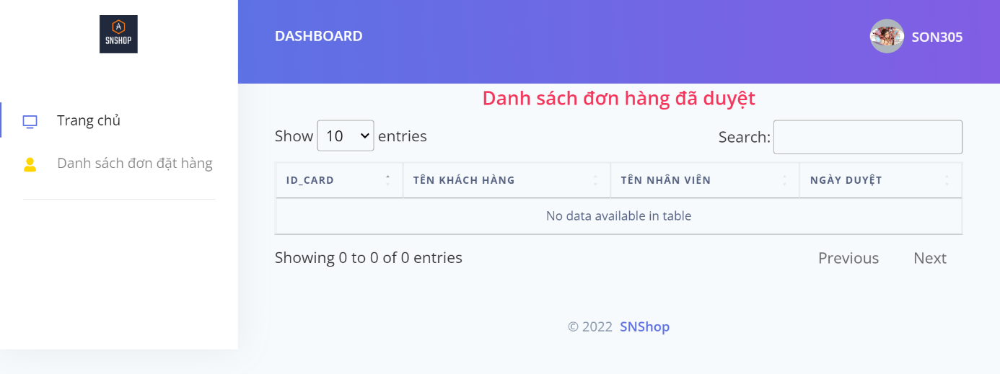 SNSHOP
DASHBOARD
SON305
Trang chủ
Danh sách đơn đặt hàng
Danh sách đơn hàng đã duyệt
Show 10 entries
Search:
ID_CARD TÊN KHÁCH HÀNG TÊN NHÂN VIÊN NGÀY DUYỆT
No data available in table
Showing 0 to 0 of 0 entries
Previous Next
© 2022 SNShop